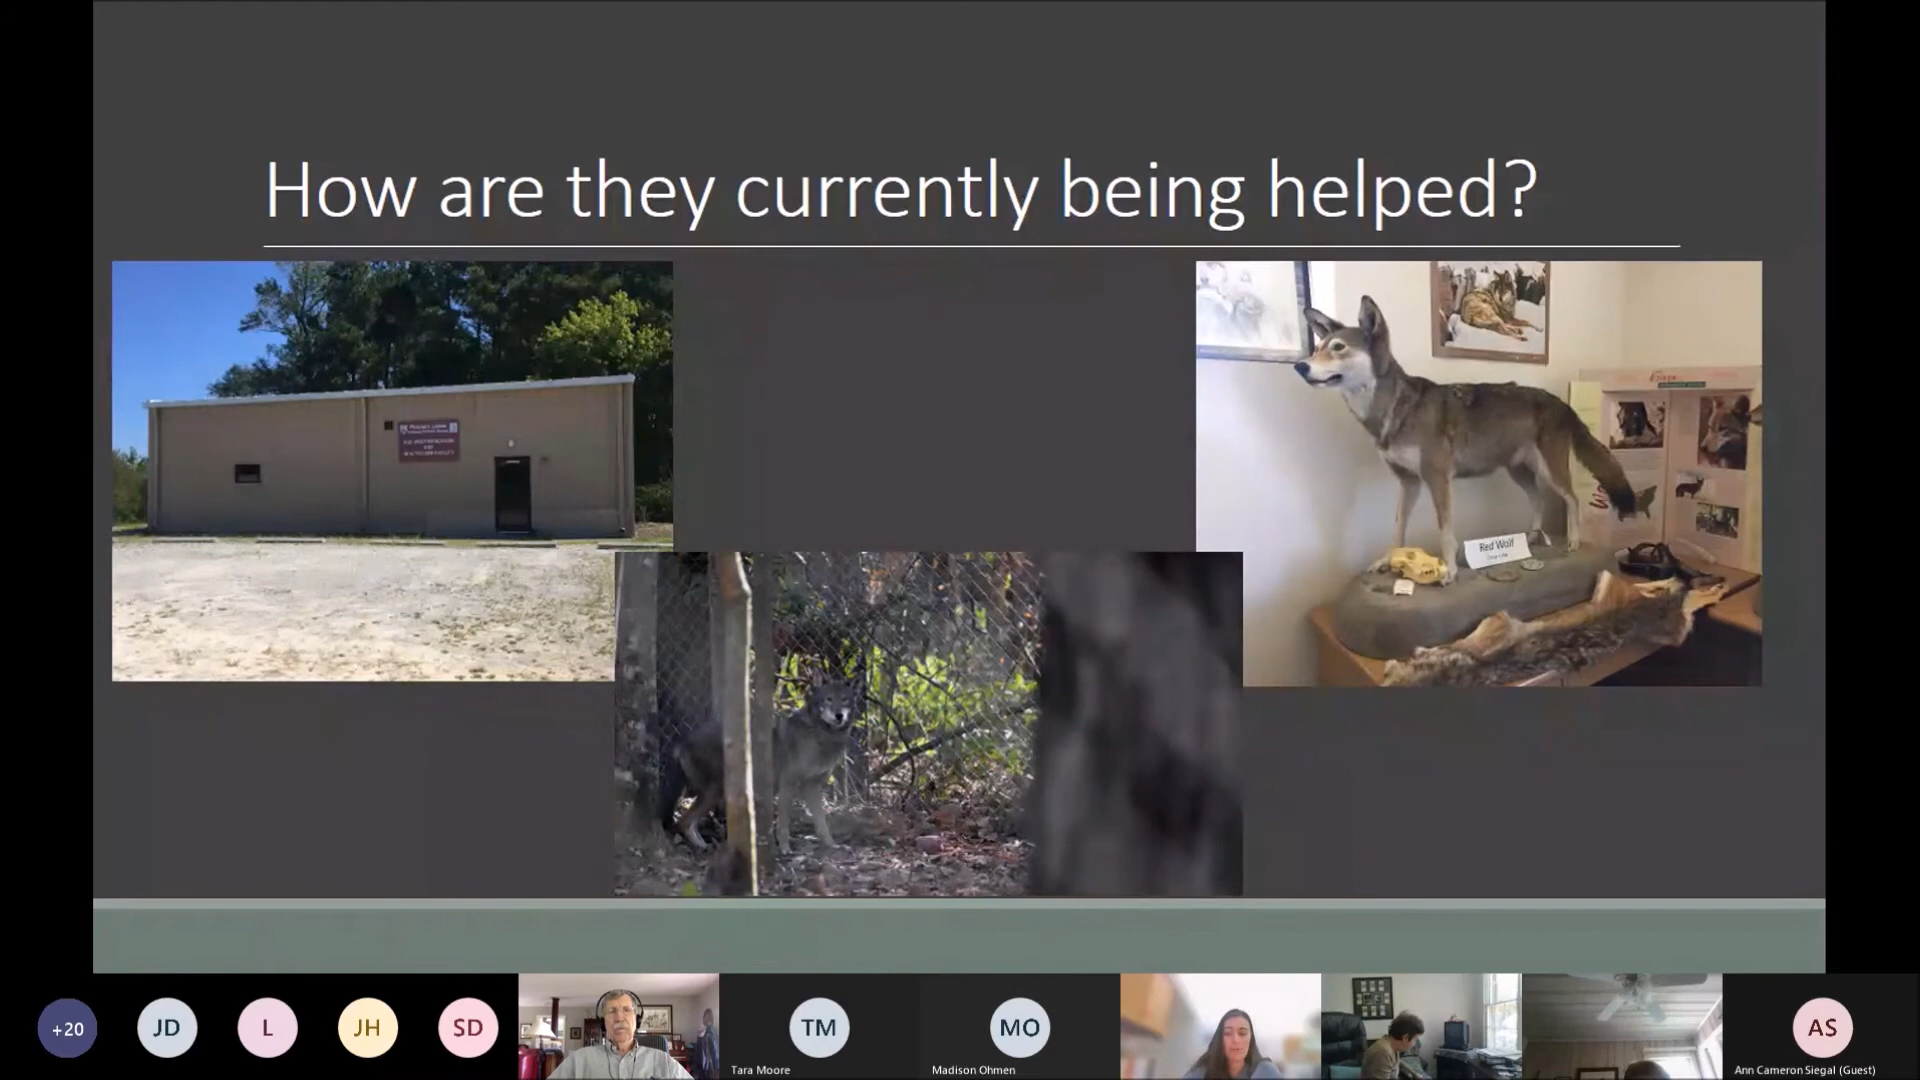 How are they currently being helped?
Red Wolf
+20
JD
L
JH
SD
TM
Tara Moore
MO
Madison Ohmen
AS
Ann Cameron Siegal (Guest)